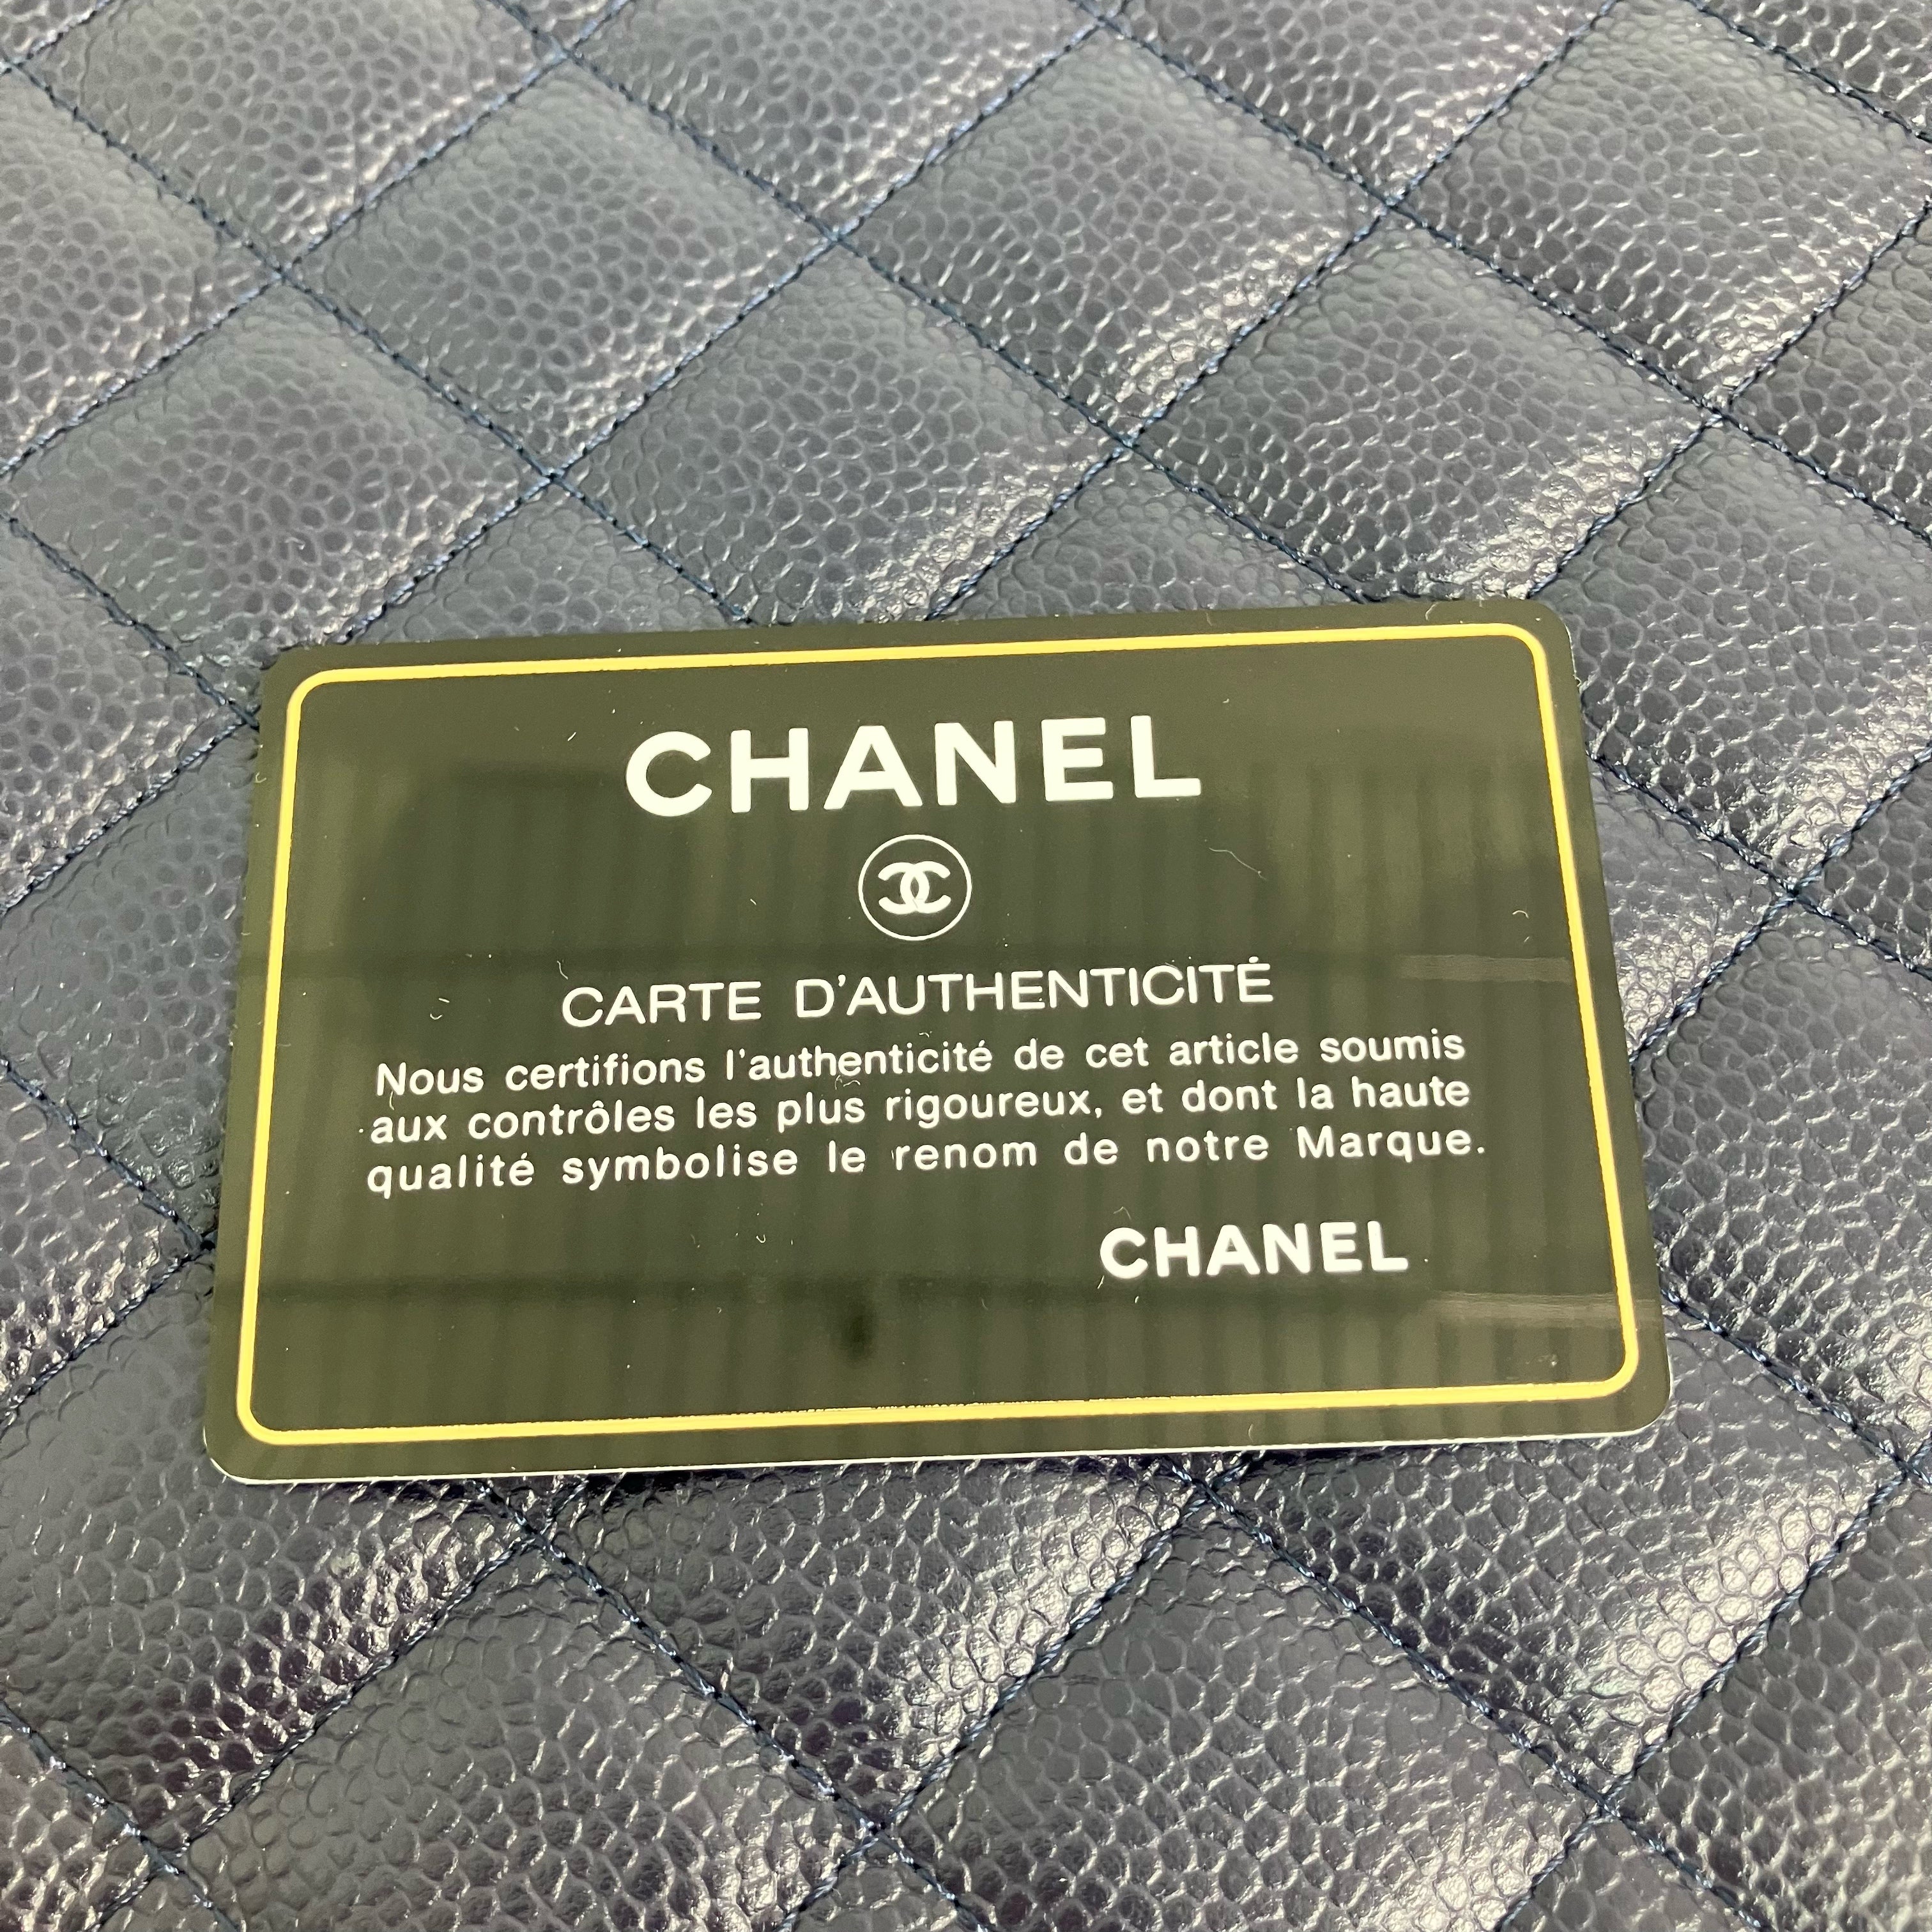 CHANEL
CARTE D'AUTHENTICITÉ
Nous certifions l'authenticité de cet article soumis
aux contrôles les plus rigoureux, et dont la haute
qualité symbolise le renom de notre Marque.
CHANEL